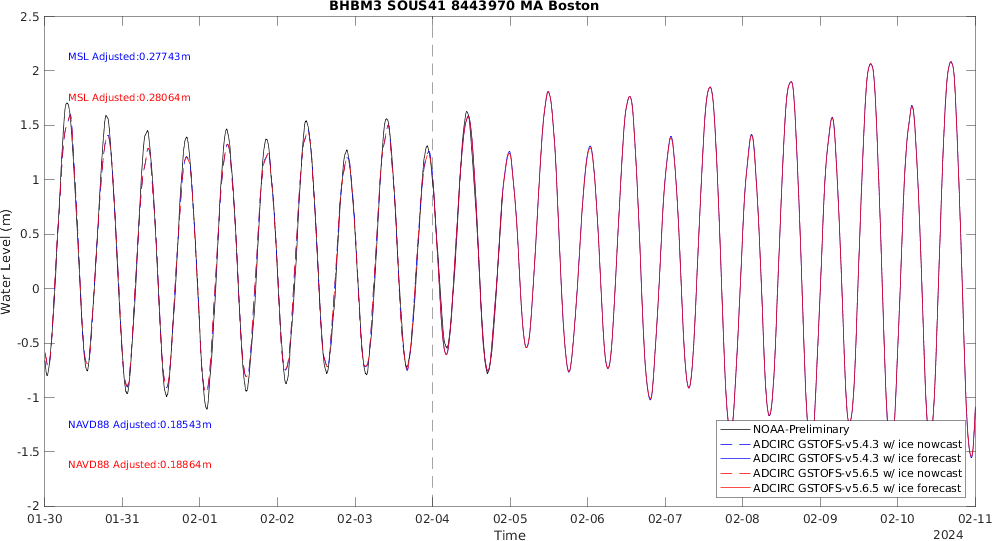 BHBM3 SOUS41 8443970 MA Boston
2.5
2
1.5
1
0.5
0
-0.5
-1
-1.5
-2
Water Level (m)
MSL Adjusted:0.27743m
MSL Adjusted:0.28064m
NAVD88 Adjusted:0.18543m
NAVD88 Adjusted:0.18864m
NOAA-Preliminary
ADCIRC GSTOFS-v5.4.3 w/ ice nowcast
ADCIRC GSTOFS-v5.4.3 w/ ice forecast
ADCIRC GSTOFS-v5.6.5 w/ ice nowcast
ADCIRC GSTOFS-v5.6.5 w/ ice forecast
01-30 01-31 02-01 02-02 02-03 02-04 02-05 02-06 02-07 02-08 02-09 02-10 02-11
Time
2024